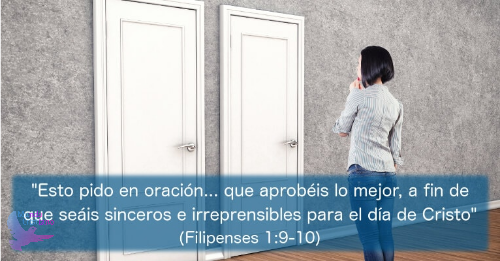 "Esto pido en oración... que aprobéis lo mejor, a fin de
que seáis sinceros e irreprensibles para el día de Cristo"
(Filipenses 1:9-10)